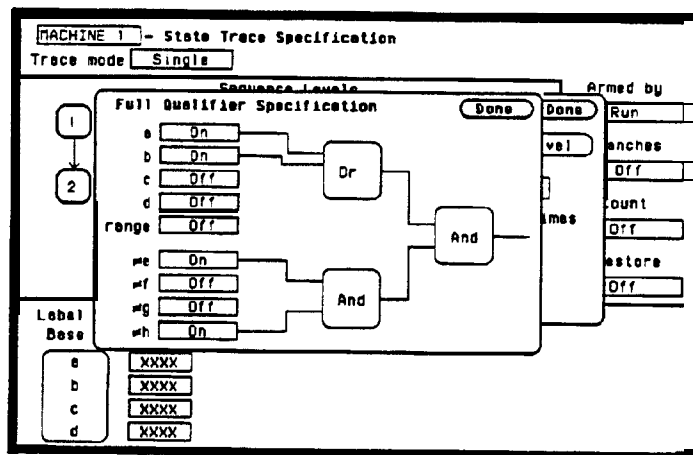 MACHINE 1 - State Trace Specification
Trace mode Single
Sequence Levels
Armed by
Full Qualifier Specification Done Done Run
1
a On
b On
Or
vel
anches
2
c Off
Off
d Off
range Off
And
imes
ount
Off
≠e On
≠f Off
And
estore
≠g Off
Off
≠h On
Label
Base
a XXXX
b XXXX
c XXXX
d XXXX